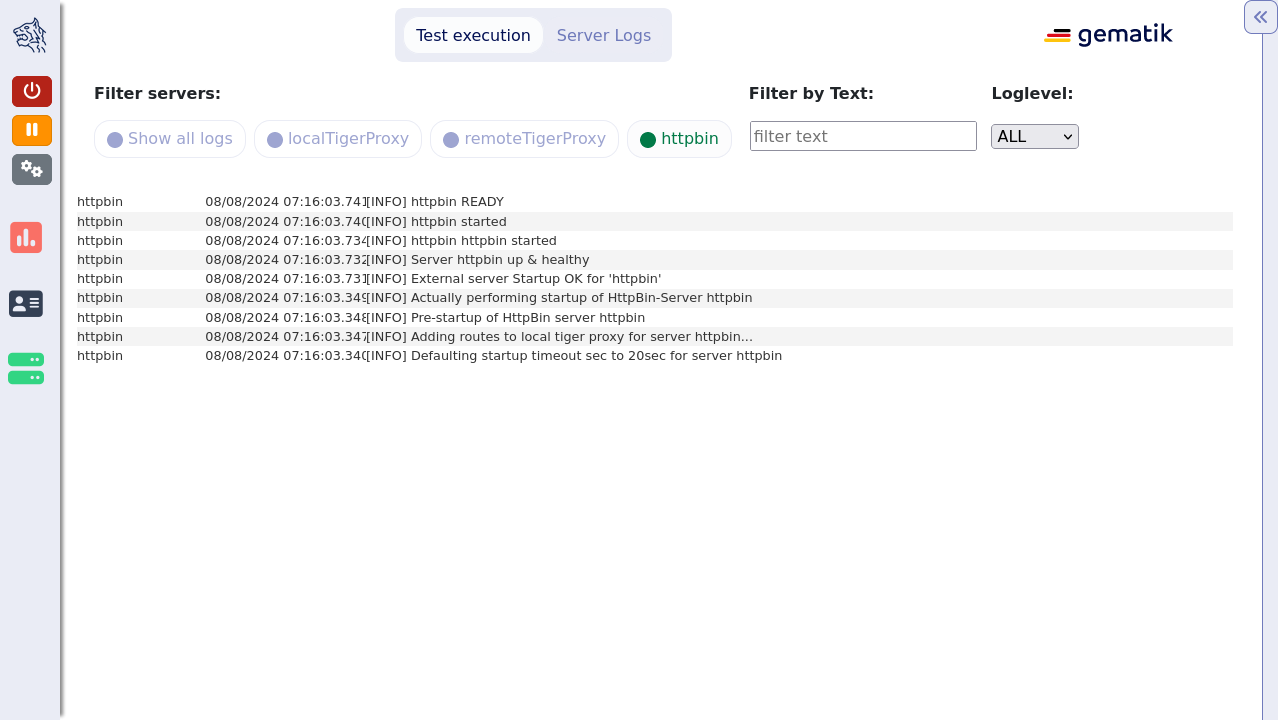 Test execution
Server Logs
gematik
Filter servers:
Filter by Text:
Loglevel:
Show all logs
localTigerProxy
remoteTigerProxy
httpbin
filter text
ALL
httpbin 08/08/2024 07:16:03.741 [INFO] httpbin READY
httpbin 08/08/2024 07:16:03.740 [INFO] httpbin started
httpbin 08/08/2024 07:16:03.734 [INFO] httpbin httpbin started
httpbin 08/08/2024 07:16:03.732 [INFO] Server httpbin up & healthy
httpbin 08/08/2024 07:16:03.731 [INFO] External server Startup OK for 'httpbin'
httpbin 08/08/2024 07:16:03.349 [INFO] Actually performing startup of HttpBin-Server httpbin
httpbin 08/08/2024 07:16:03.348 [INFO] Pre-startup of HttpBin server httpbin
httpbin 08/08/2024 07:16:03.347 [INFO] Adding routes to local tiger proxy for server httpbin...
httpbin 08/08/2024 07:16:03.340 [INFO] Defaulting startup timeout sec to 20sec for server httpbin